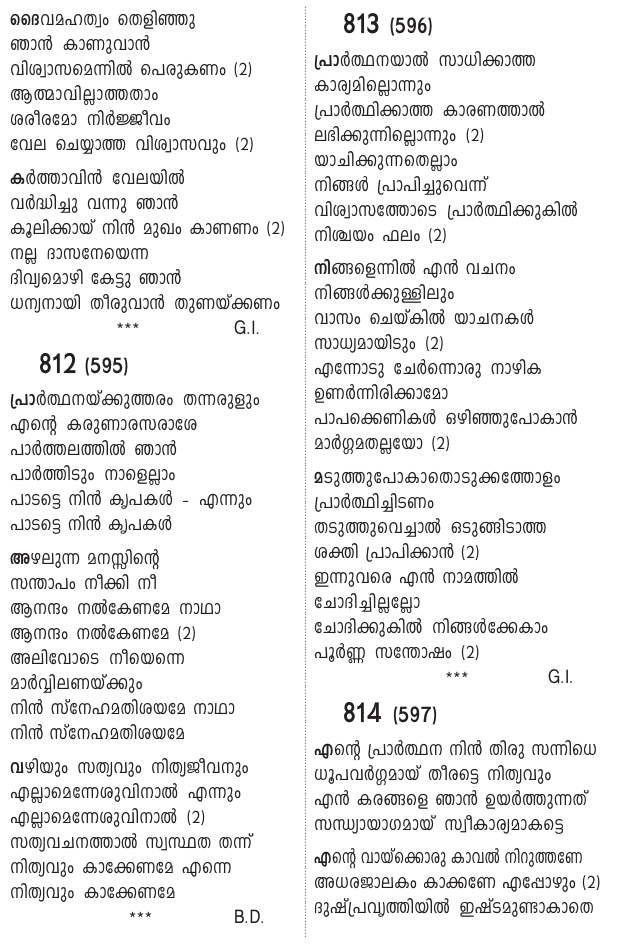 ദൈവമഹത്വം തെളിഞ്ഞു
ഞാൻ കാണുവാൻ
വിശ്വാസമെന്നിൽ പെരുകണം (2)
ആത്മാവില്ലാത്തതാം
ശരീരമോ നിർജ്ജീവം
വേല ചെയ്യാത്ത വിശ്വാസവും (2)
കർത്താവിൻ വേലയിൽ
വർദ്ധിച്ചു വന്നു ഞാൻ
കൂലിക്കായ് നിൻ മുഖം കാണണം (2)
നല്ല ദാസനേയെന്ന
ദിവ്യമൊഴി കേട്ടു ഞാൻ
ധന്യനായി തീരുവാൻ തുണയ്ക്കണം
*** G.I.
812 (595)
പ്രാർത്ഥനയ്ക്കുത്തരം തന്നരുളും
എന്റെ കരുണാരസരാശേ
പാർത്തലത്തിൽ ഞാൻ
പാർത്തിടും നാളെല്ലാം
പാടട്ടെ നിൻ കൃപകൾ - എന്നും
പാടട്ടെ നിൻ കൃപകൾ
അഴലുന്ന മനസ്സിന്റെ
സന്താപം നീക്കി നീ
ആനന്ദം നൽകേണമേ നാഥാ
ആനന്ദം നൽകേണമേ (2)
അലിവോടെ നീയെന്നെ
മാർവ്വിലണയ്ക്കും
നിൻ സ്നേഹമതിശയമേ നാഥാ
നിൻ സ്നേഹമതിശയമേ
വഴിയും സത്യവും നിത്യജീവനും
എല്ലാമെന്നേശുവിനാൽ എന്നും
എല്ലാമെന്നേശുവിനാൽ (2)
സത്യവചനത്താൽ സ്വസ്ഥത തന്ന്
നിത്യവും കാക്കേണമേ എന്നെ
നിത്യവും കാക്കേണമേ
*** B.D.
813 (596)
പ്രാർത്ഥനയാൽ സാധിക്കാത്ത
കാര്യമില്ലൊന്നും
പ്രാർത്ഥിക്കാത്ത കാരണത്താൽ
ലഭിക്കുന്നില്ലൊന്നും (2)
യാചിക്കുന്നതെല്ലാം
നിങ്ങൾ പ്രാപിച്ചുവെന്ന്
വിശ്വാസത്തോടെ പ്രാർത്ഥിക്കുകിൽ
നിശ്ചയം ഫലം (2)
നിങ്ങളെന്നിൽ എൻ വചനം
നിങ്ങൾക്കുള്ളിലും
വാസം ചെയ്കിൽ യാചനകൾ
സാധ്യമായിടും (2)
എന്നോടു ചേർന്നൊരു നാഴിക
ഉണർന്നിരിക്കാമോ
പാപക്കെണികൾ ഒഴിഞ്ഞുപോകാൻ
മാർഗ്ഗമതല്ലയോ (2)
മടുത്തുപോകാതൊടുക്കത്തോളം
പ്രാർത്ഥിച്ചിടണം
തടുത്തുവെച്ചാൽ ഒടുങ്ങിടാത്ത
ശക്തി പ്രാപിക്കാൻ (2)
ഇന്നുവരെ എൻ നാമത്തിൽ
ചോദിച്ചില്ലല്ലോ
ചോദിക്കുകിൽ നിങ്ങൾക്കേകാം
പൂർണ്ണ സന്തോഷം (2)
*** G.I.
814 (597)
എന്റെ പ്രാർത്ഥന നിൻ തിരു സന്നിധെ
ധൂപവർഗ്ഗമായ് തീരട്ടെ നിത്യവും
എൻ കരങ്ങളെ ഞാൻ ഉയർത്തുന്നത്
സന്ധ്യായാഗമായ് സ്വീകാര്യമാകട്ടെ
എന്റെ വായ്ക്കൊരു കാവൽ നിറുത്തണേ
അധരജാലകം കാക്കണേ എപ്പോഴും (2)
ദുഷ്പ്രവൃത്തിയിൽ ഇഷ്ടമുണ്ടാകാതെ